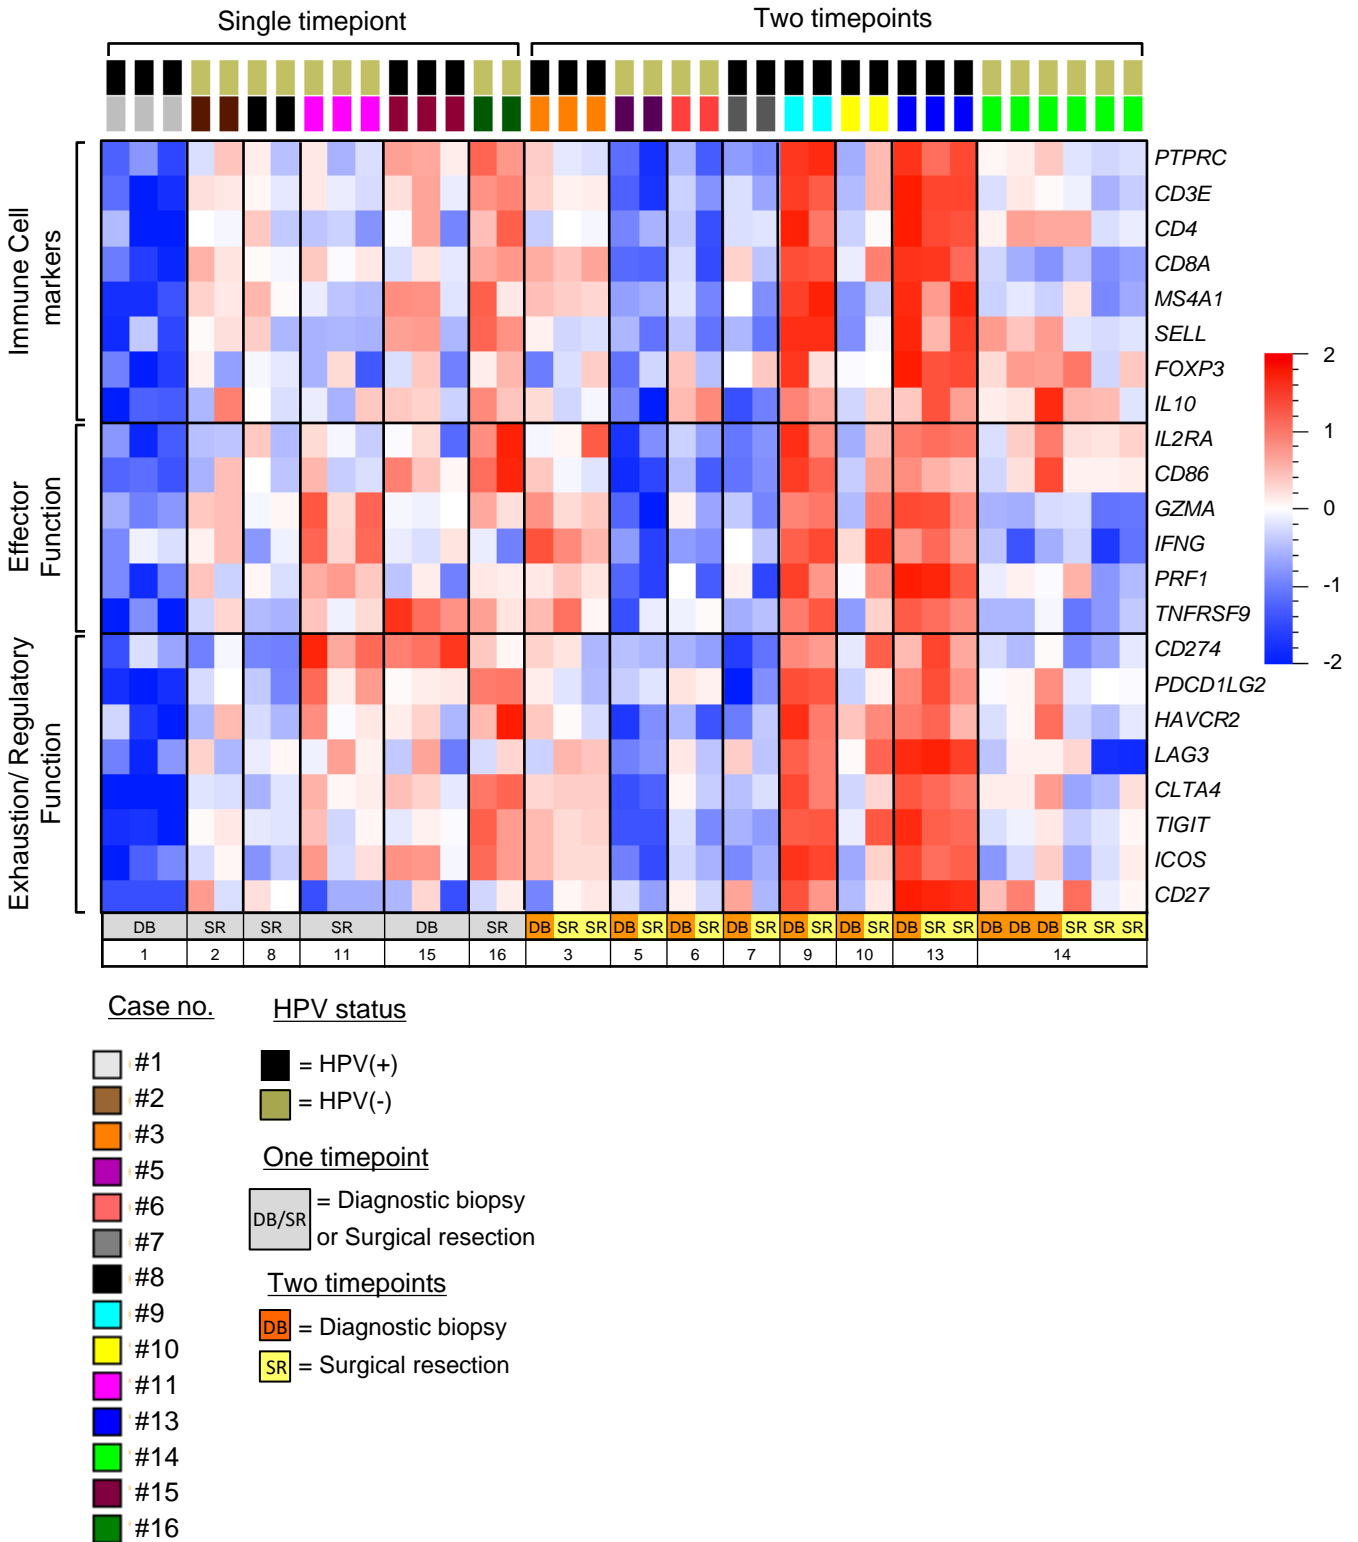 Single timepiont
Two timepoints
Immune Cell
markers
Effector
Function
Exhaustion/ Regulatory
Function
PTPRC
CD3E
CD4
CD8A
MS4A1
SELL
FOXP3
IL10
IL2RA
CD86
GZMA
IFNG
PRF1
TNFRSF9
CD274
PDCD1LG2
HAVCR2
LAG3
CLTA4
TIGIT
ICOS
CD27
2
1
0
-1
-2
DB SR SR SR DB SR DB SR SR DB SR DB SR DB SR DB SR DB SR DB SR SR DB DB DB SR SR SR
1 2 8 11 15 16 3 5 6 7 9 10 13 14
Case no.
#1
#2
#3
#5
#6
#7
#8
#9
#10
#11
#13
#14
#15
#16
HPV status
= HPV(+)
= HPV(-)
One timepoint
DB/SR
= Diagnostic biopsy
or Surgical resection
Two timepoints
DB = Diagnostic biopsy
SR = Surgical resection